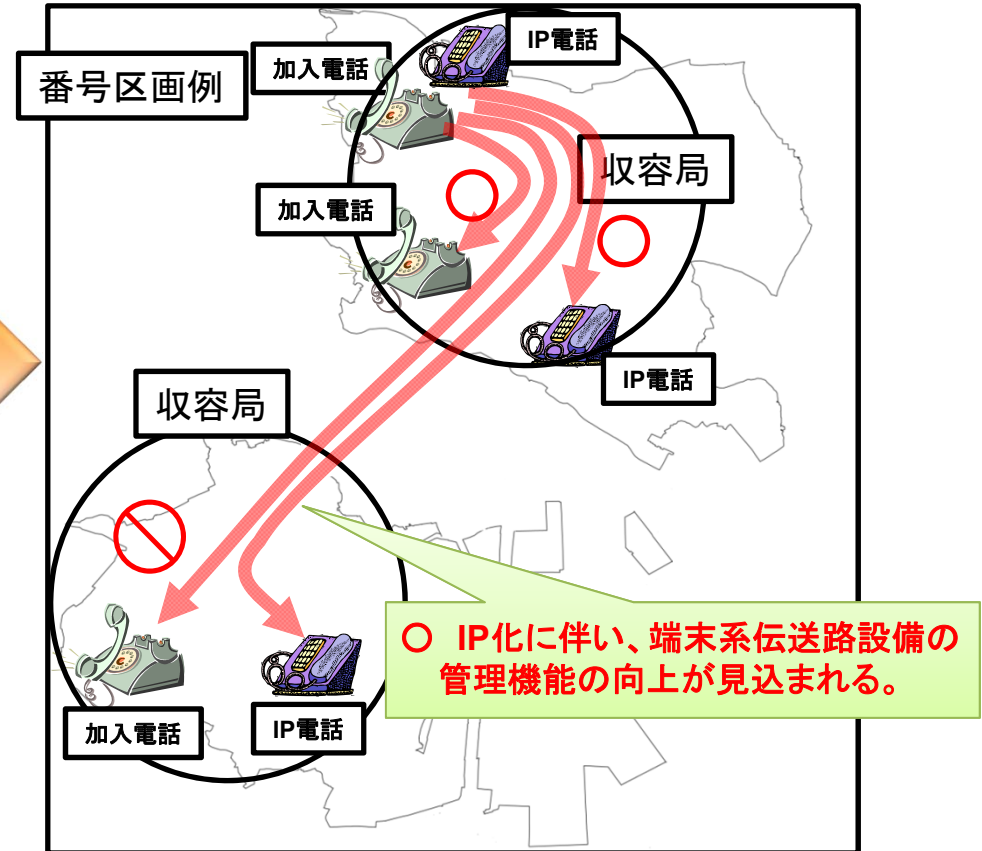 番号区画例
加入電話
IP電話
収容局
加入電話
IP電話
収容局
○ IP化に伴い、端末系伝送路設備の
管理機能の向上が見込まれる。
加入電話
IP電話